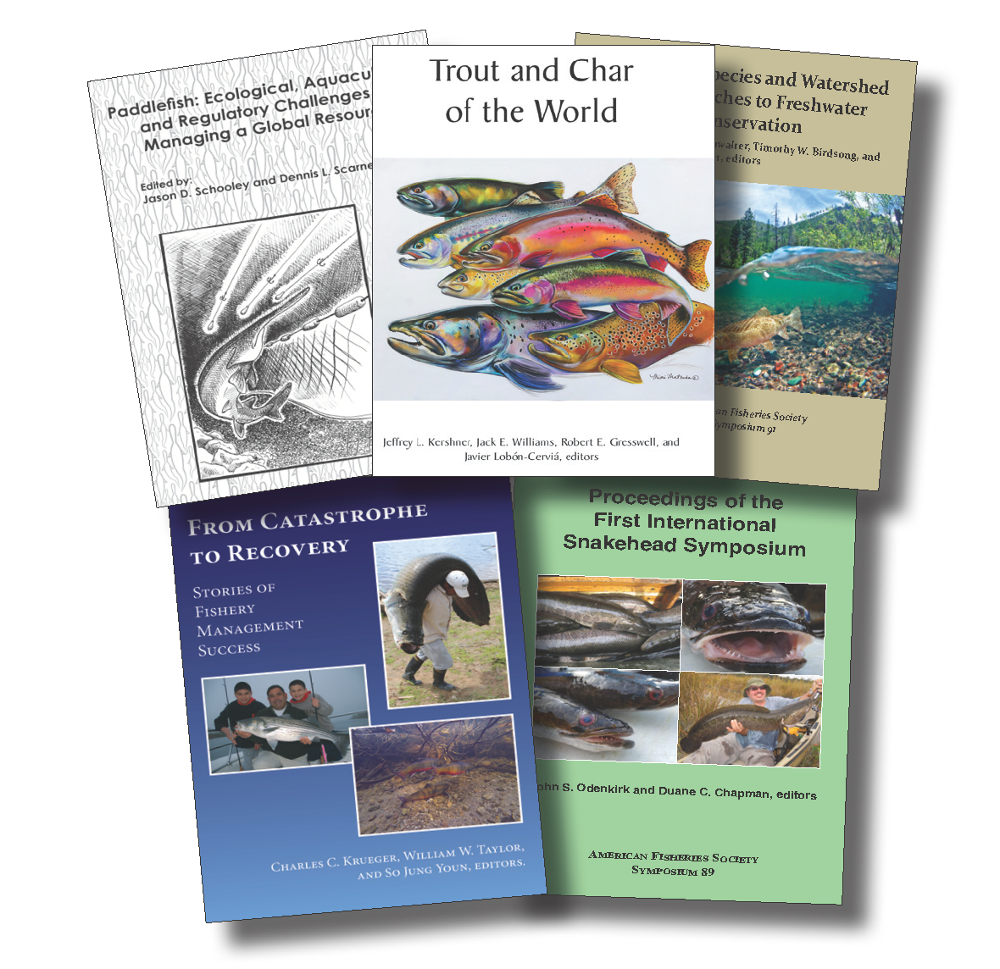 Paddlefish: Ecological, Aquacu
and Regulatory Challenges
Managing a Global Resour
Edited by:
Jason D. Schooley and Dennis L. Scarne
Trout and Char
of the World
Jeffrey L. Kershner, Jack E. Williams, Robert E. Gresswell, and
Javier Lobón-Cerviá, editors
pecies and Watershed
ches to Freshwater
nservation
walter, Timothy W. Birdsong, and
t, editors
an Fisheries Society
ymposium 91
From Catastrophe
to Recovery
Stories of
Fishery
Management
Success
Charles C. Krueger, William W. Taylor,
and So Jung Youn, editors.
Proceedings of the
First International
Snakehead Symposium
ohn S. Odenkirk and Duane C. Chapman, editors
American Fisheries Society
Symposium 89